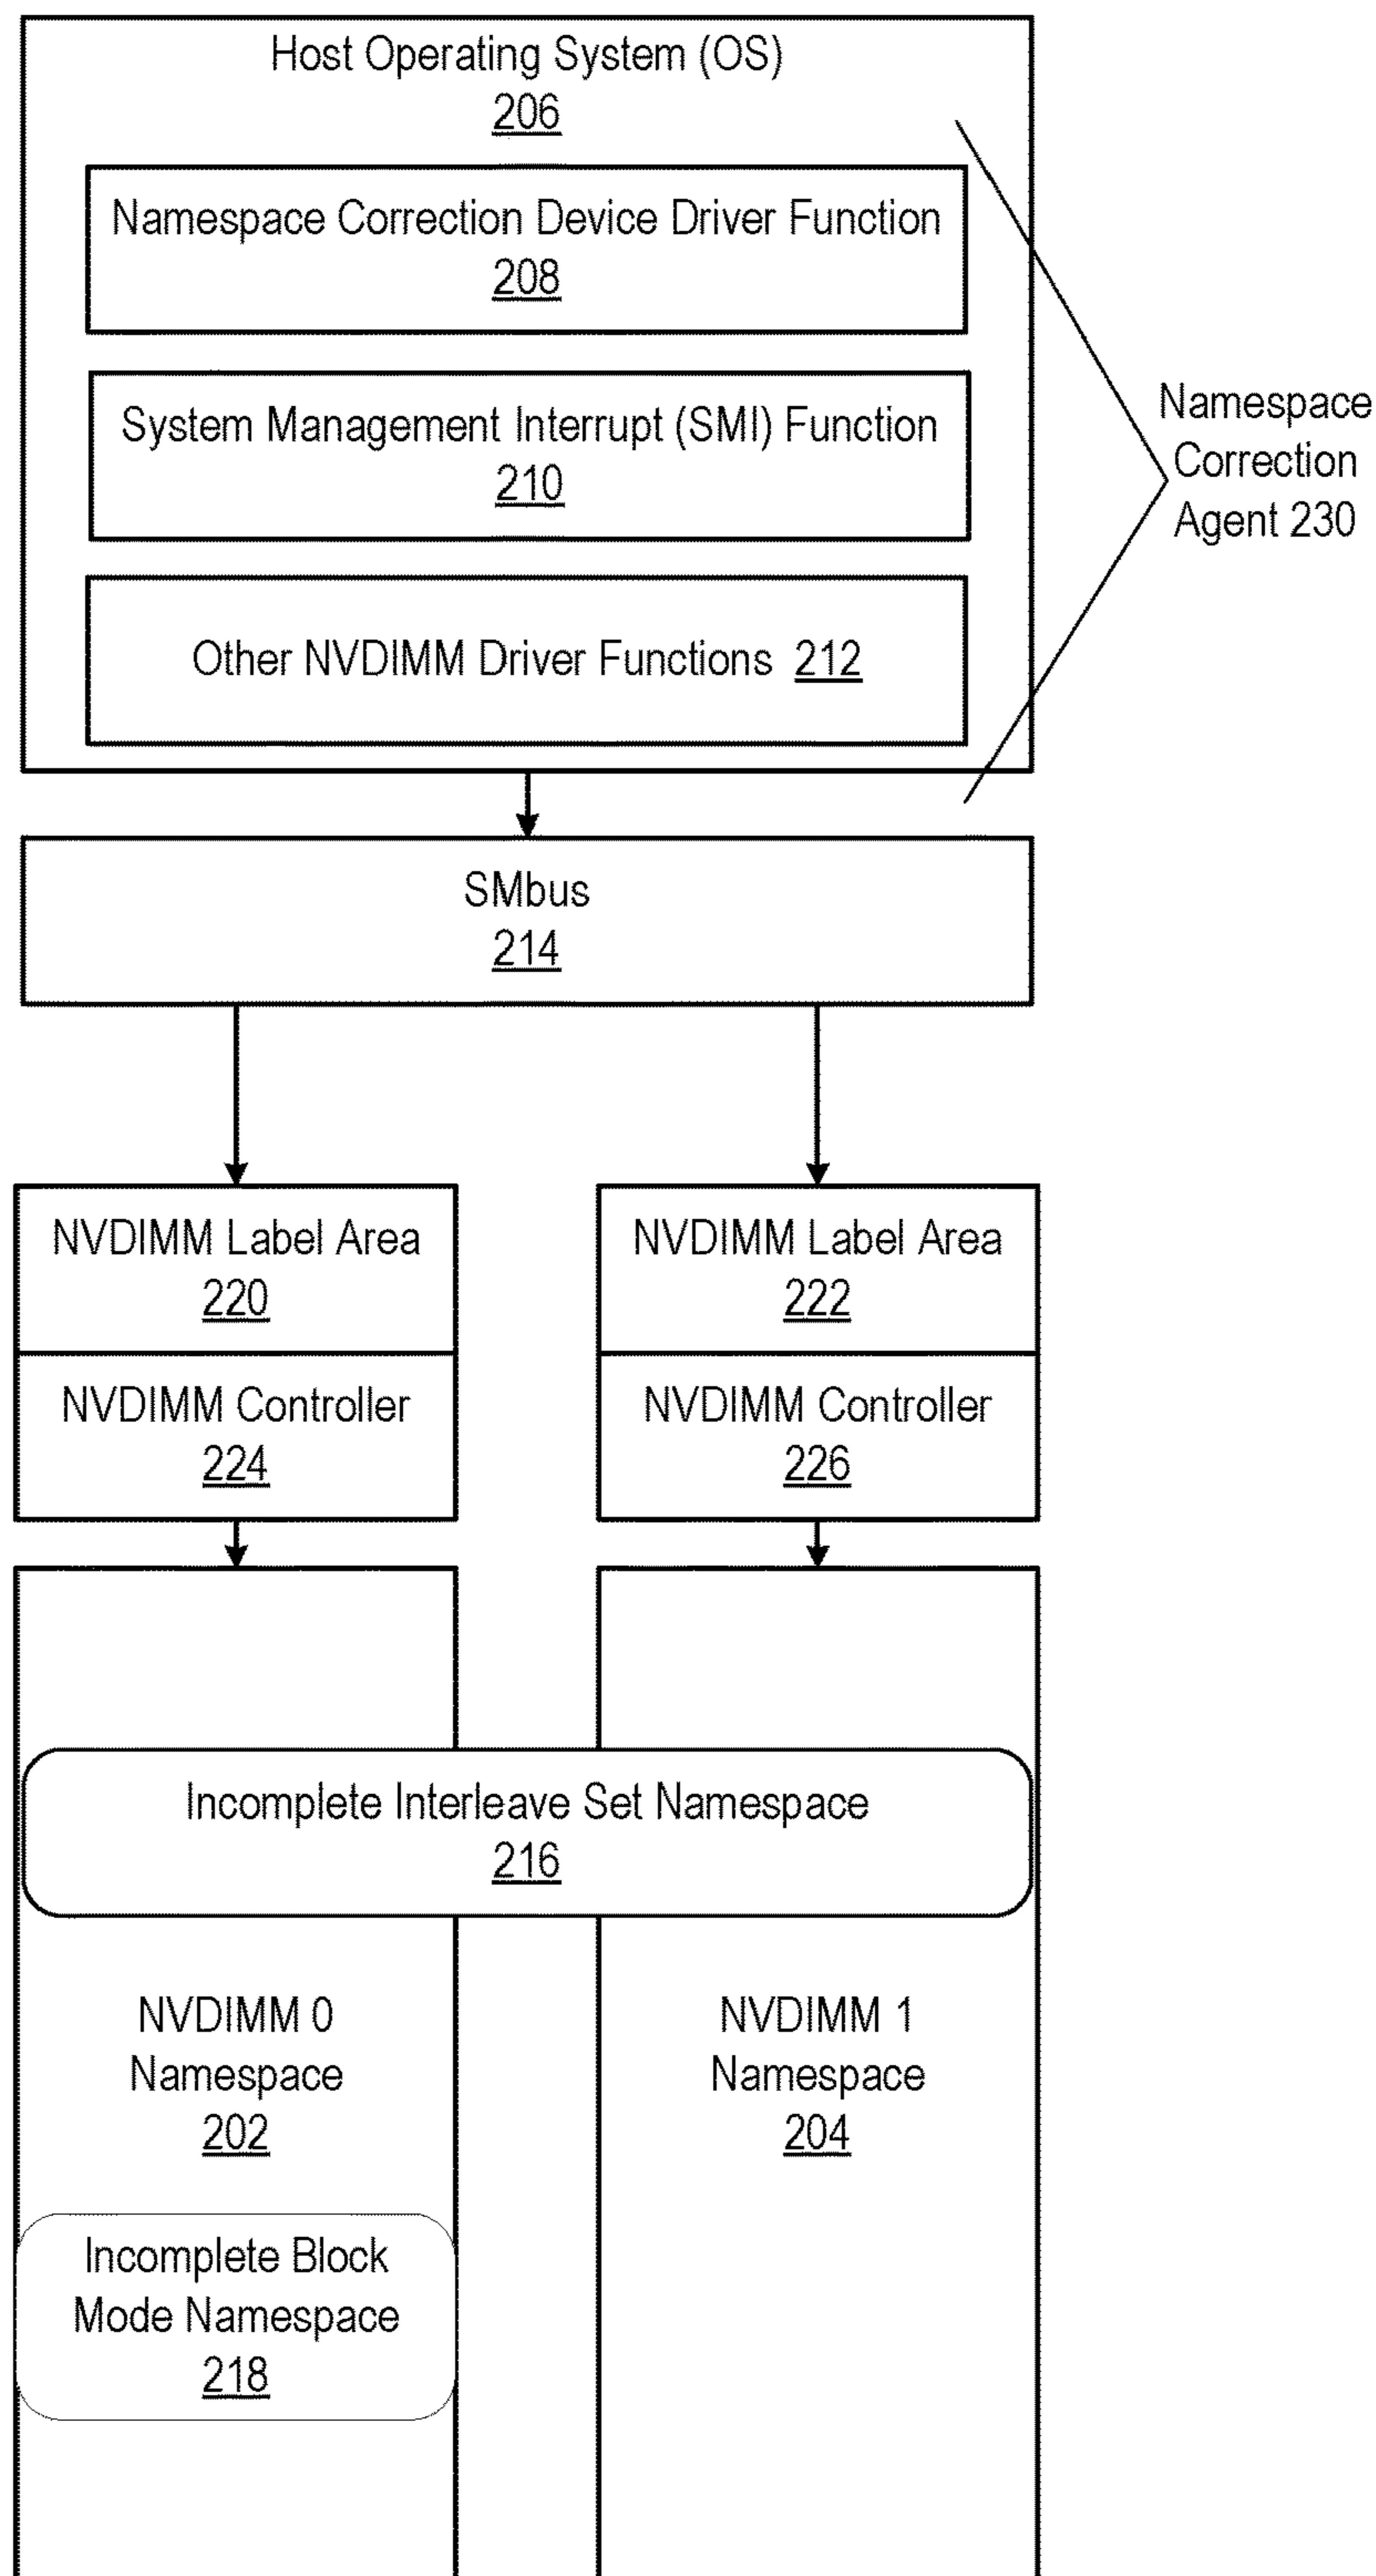 Host Operating System (OS)
206
Namespace Correction Device Driver Function
208
System Management Interrupt (SMI) Function
210
Other NVDIMM Driver Functions 212
Namespace
Correction
Agent 230
SMbus
214
NVDIMM Label Area
220
NVDIMM Controller
224
NVDIMM Label Area
222
NVDIMM Controller
226
Incomplete Interleave Set Namespace
216
NVDIMM 0
Namespace
202
NVDIMM 1
Namespace
204
Incomplete Block
Mode Namespace
218